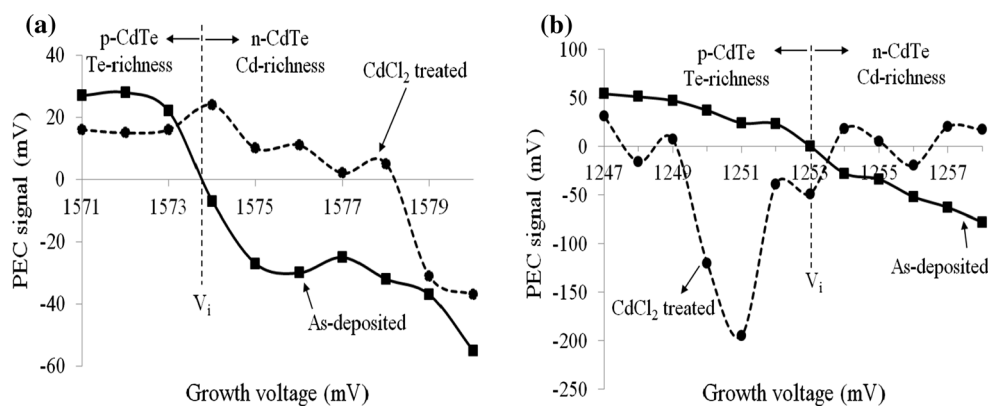 (a)
p-CdTe n-CdTe
Te-richness Cd-richness
CdCl2 treated
40
20
0
-20
-40
-60
1571 1573 1575 1577 1579
PEC signal (mV)
Vi
As-deposited
Growth voltage (mV)
(b)
p-CdTe n-CdTe
Te-richness Cd-richness
100
50
0
-50
-100
-150
-200
-250
1247 1249 1251 1253 1255 1257
PEC signal (mV)
As-deposited
Vi
CdCl2 treated
Growth voltage (mV)